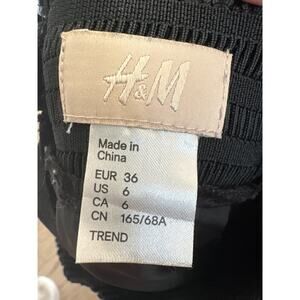 H&M
Made in
China
EUR 36
US 6
CA 6
CN 165/68A
TREND